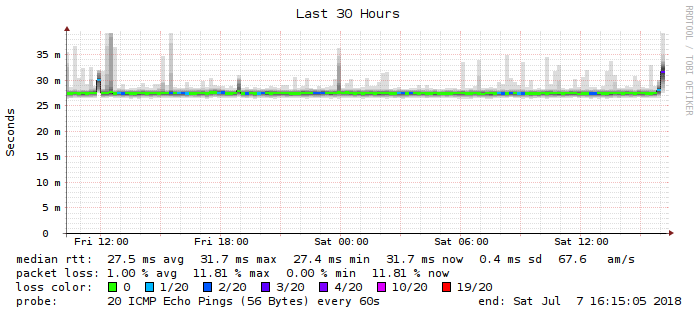 Last 30 Hours
RRDTOOL / TOBI OETIKER
Seconds
35 m
30 m
25 m
20 m
15 m
10 m
5 m
0
Fri 12:00 Fri 18:00 Sat 00:00 Sat 06:00 Sat 12:00
median rtt: 27.5 ms avg 31.7 ms max 27.4 ms min 31.7 ms now 0.4 ms sd 67.6 am/s
packet loss: 1.00 % avg 11.81 % max 0.00 % min 11.81 % now
loss color: 0 1/20 2/20 3/20 4/20 10/20 19/20
probe: 20 ICMP Echo Pings (56 Bytes) every 60s end: Sat Jul 7 16:15:05 2018